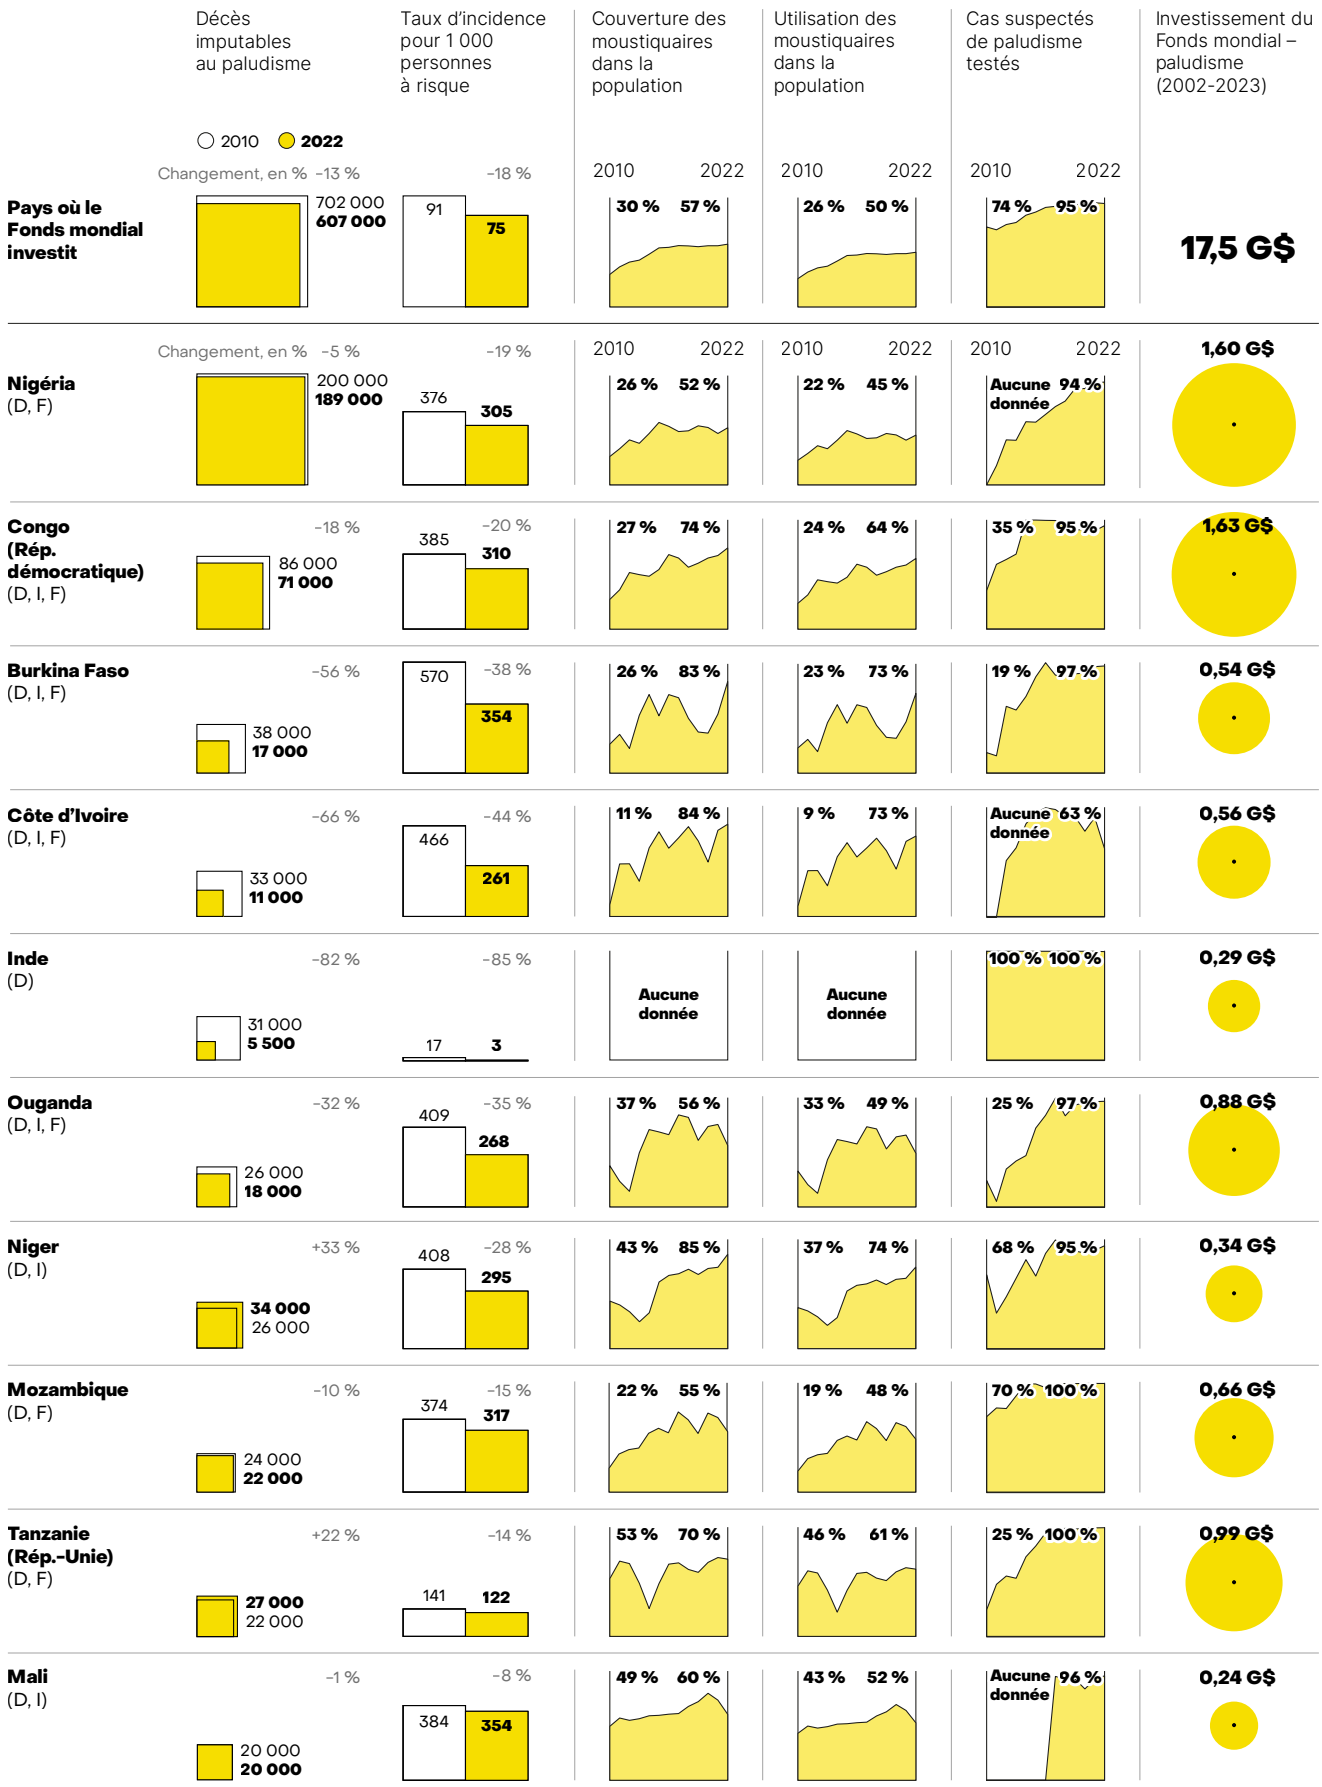 Décès
imputables
au paludisme
Taux d’incidence
pour 1 000
personnes
à risque
Couverture des
moustiquaires
dans la
population
Utilisation des
moustiquaires
dans la
population
Cas suspectés
de paludisme
testés
Investissement du
Fonds mondial –
paludisme
(2002-2023)
2010 2022
Changement, en % -13 % -18 % 2010 2022 2010 2022 2010 2022
Pays où le
Fonds mondial
investit
702 000
607 000
91
75
30 % 57 %
26 % 50 %
74 % 95 %
17,5 G$
Changement, en % -5 % -19 % 2010 2022 2010 2022 2010 2022
Nigéria
(D, F)
200 000
189 000
376
305
26 % 52 %
22 % 45 %
Aucune
donnée
94 %
1,60 G$
Congo
(Rép.
démocratique)
(D, I, F)
-18 %
86 000
71 000
-20 %
385
310
27 % 74 %
24 % 64 %
35 % 95 %
1,63 G$
Burkina Faso
(D, I, F)
-56 %
38 000
17 000
-38 %
570
354
26 % 83 %
23 % 73 %
19 % 97 %
0,54 G$
Côte d’Ivoire
(D, I, F)
-66 %
33 000
11 000
-44 %
466
261
11 % 84 %
9 % 73 %
Aucune
donnée
63 %
0,56 G$
Inde
(D)
-82 %
31 000
5 500
-85 %
17
3
Aucune
donnée
Aucune
donnée
100 % 100 %
0,29 G$
Ouganda
(D, I, F)
-32 %
26 000
18 000
-35 %
409
268
37 % 56 %
33 % 49 %
25 % 97 %
0,88 G$
Niger
(D, I)
+33 %
34 000
26 000
-28 %
408
295
43 % 85 %
37 % 74 %
68 % 95 %
0,34 G$
Mozambique
(D, F)
-10 %
24 000
22 000
-15 %
374
317
22 % 55 %
19 % 48 %
70 % 100 %
0,66 G$
Tanzanie
(Rép.-Unie)
(D, F)
+22 %
27 000
22 000
-14 %
141
122
53 % 70 %
46 % 61 %
25 % 100 %
0,99 G$
Mali
(D, I)
-1 %
20 000
20 000
-8 %
384
354
49 % 60 %
43 % 52 %
Aucune
donnée
96 %
0,24 G$